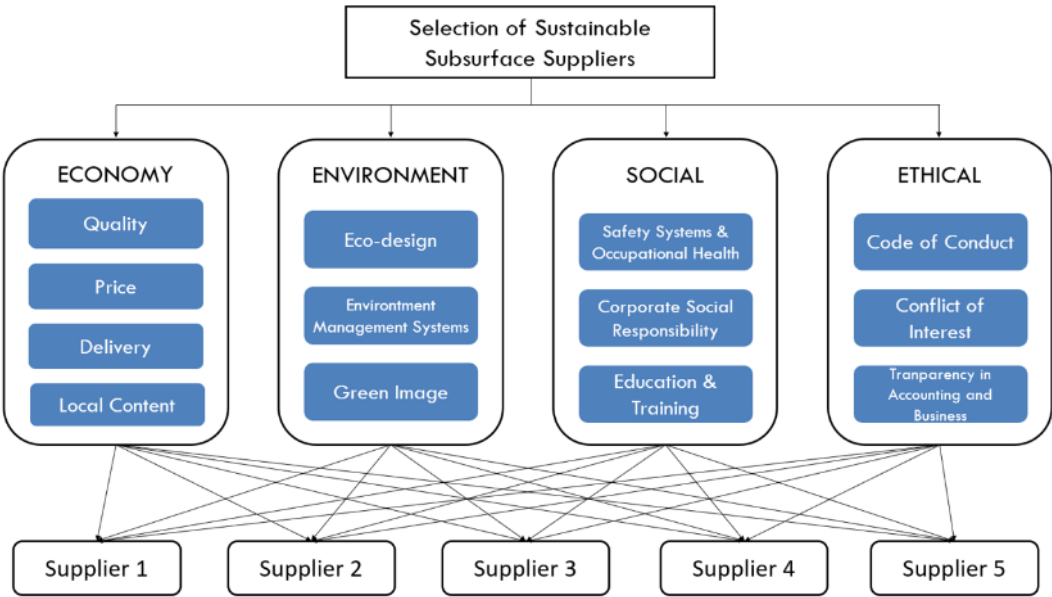 Selection of Sustainable
Subsurface Suppliers
ECONOMY
Quality
Price
Delivery
Local Content
ENVIRONMENT
Eco-design
Environtment
Management Systems
Green Image
SOCIAL
Safety Systems &
Occupational Health
Corporate Social
Responsibility
Education &
Training
ETHICAL
Code of Conduct
Conflict of
Interest
Tranparency in
Accounting and
Business
Supplier 1
Supplier 2
Supplier 3
Supplier 4
Supplier 5